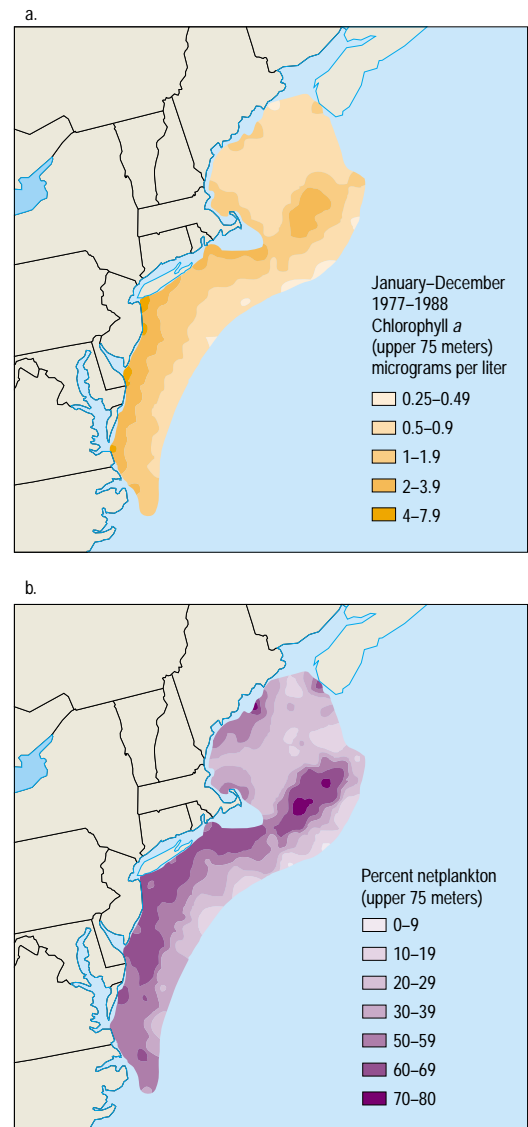 a.
January–December
1977–1988
Chlorophyll a
(upper 75 meters)
micrograms per liter
0.25–0.49
0.5–0.9
1–1.9
2–3.9
4–7.9
b.
Percent netplankton
(upper 75 meters)
0–9
10–19
20–29
30–39
50–59
60–69
70–80